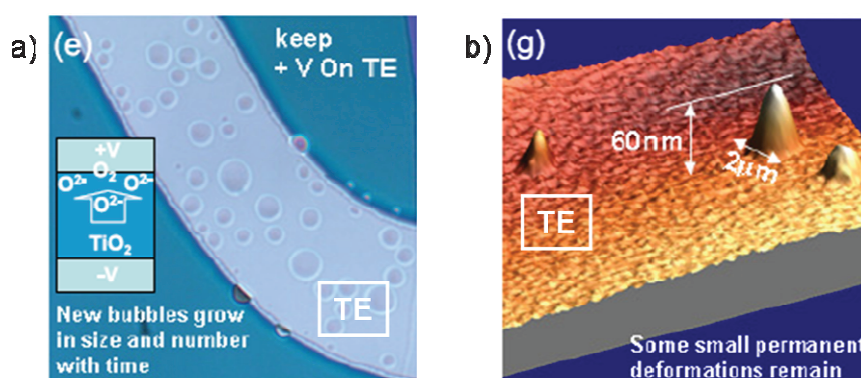 a) (e)
keep
+ V On TE
+V
O₂
O²⁻ O²⁻
O²⁻
TiO₂
–V
New bubbles grow
in size and number
with time
TE
b) (g)
60nm
2μm
TE
Some small permanent
deformations remain